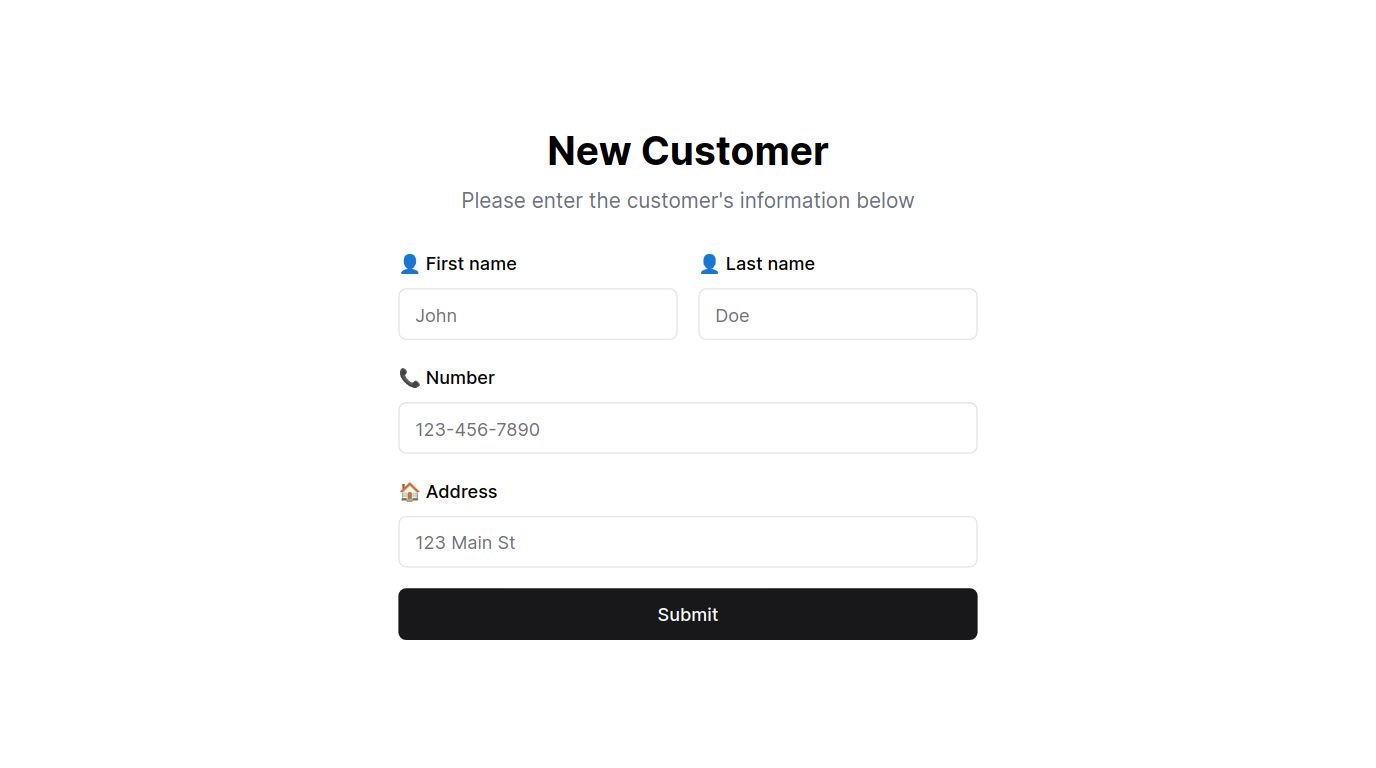 New Customer
Please enter the customer's information below
👤 First name
👤 Last name
John
Doe
📞 Number
123-456-7890
🏠 Address
123 Main St
Submit